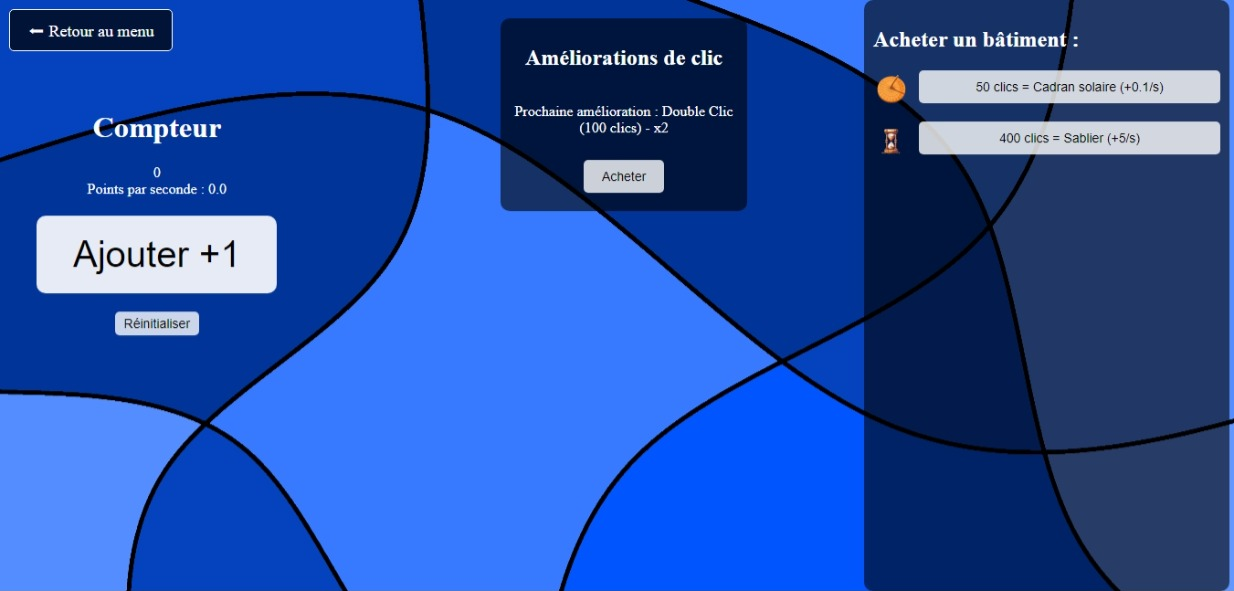 ⬅ Retour au menu
Compteur
0
Points par seconde : 0.0
Ajouter +1
Réinitialiser
Améliorations de clic
Prochaine amélioration : Double Clic
(100 clics) - x2
Acheter
Acheter un bâtiment :
50 clics = Cadran solaire (+0.1/s)
400 clics = Sablier (+5/s)